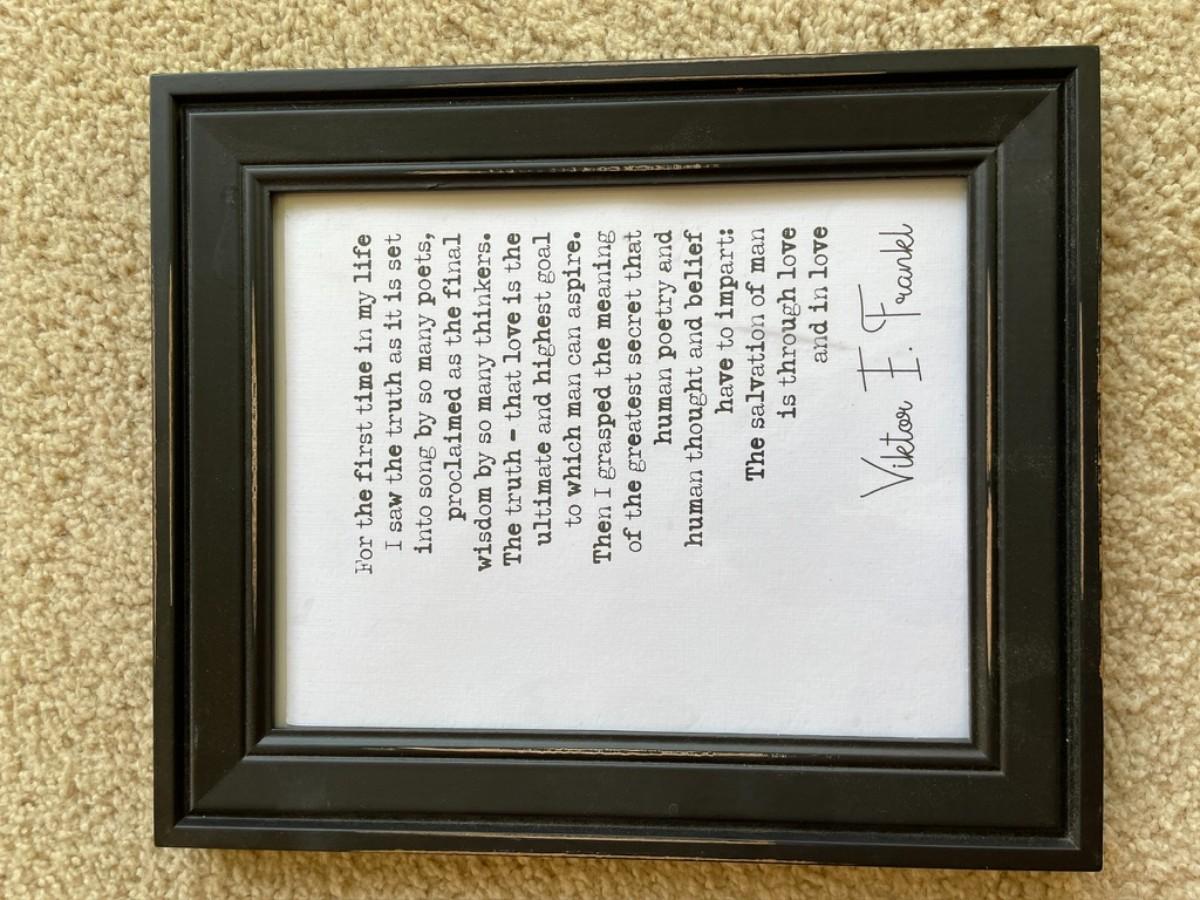 For the first time in my life
I saw the truth as it is set
into song by so many poets,
proclaimed as the final
wisdom by so many thinkers.
The truth - that love is the
ultimate and highest goal
to which man can aspire.
Then I grasped the meaning
of the greatest secret that
human poetry and
human thought and belief
have to impart:
The salvation of man
is through love
and in love
Viktor E. Frankl